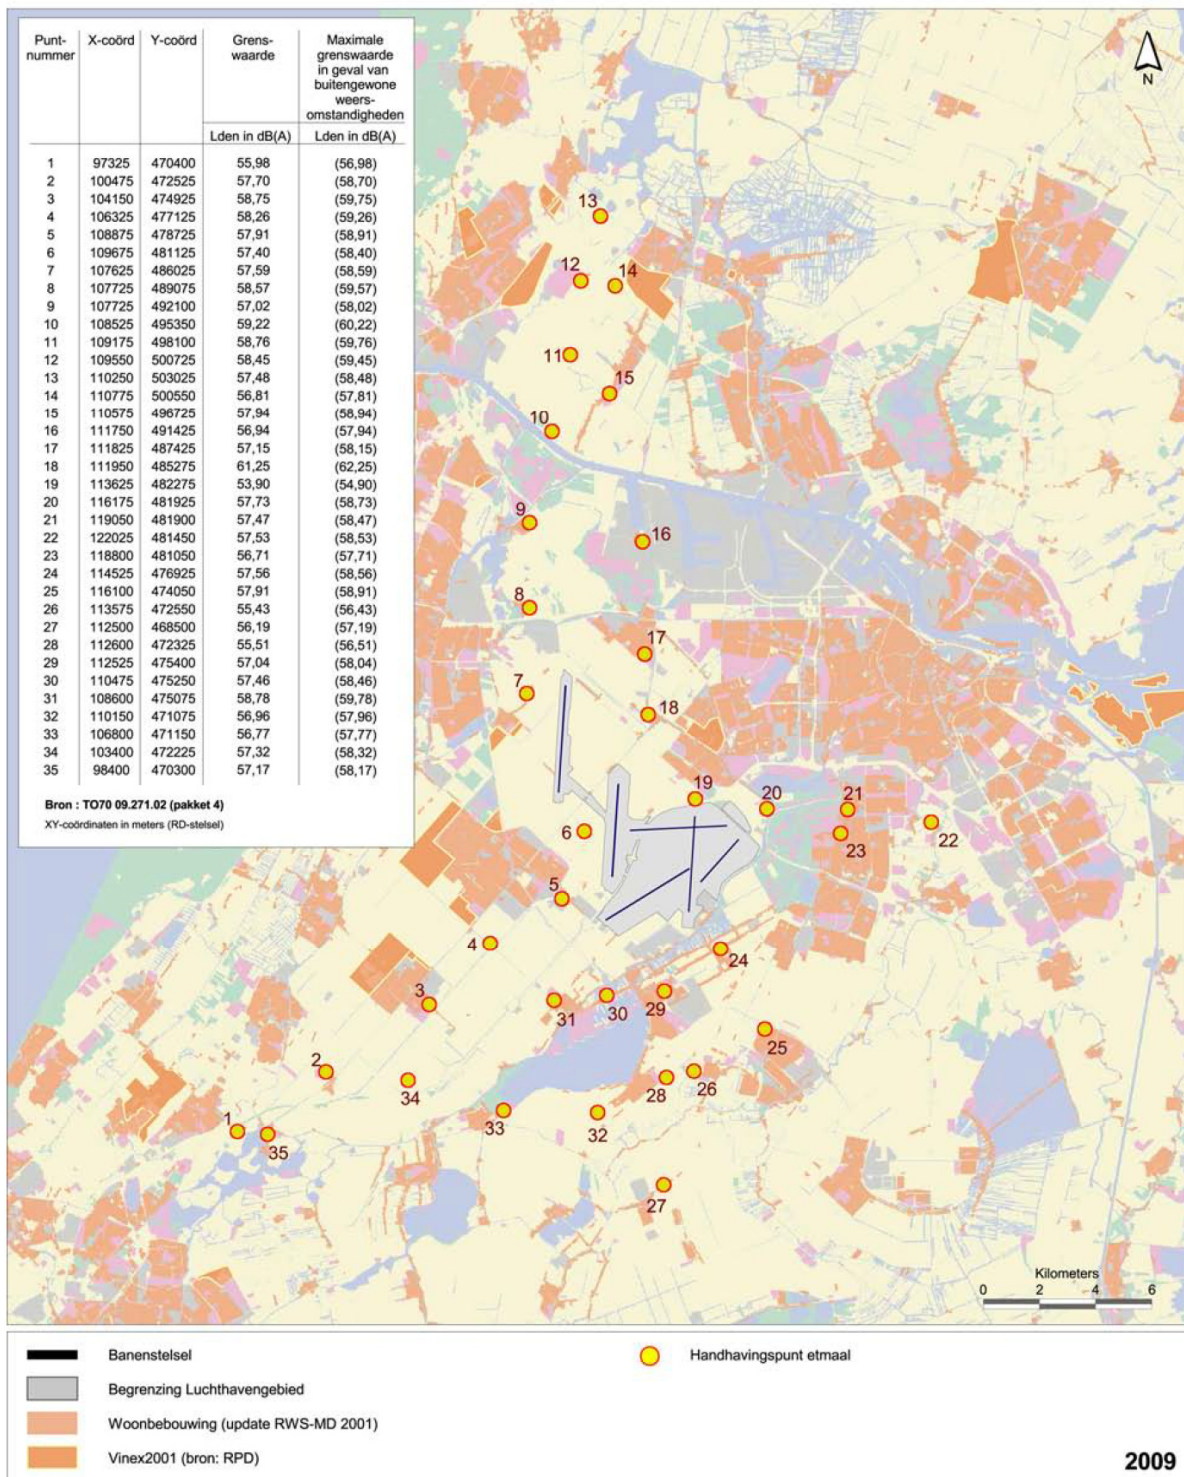 Punt- X-coörd Y-coörd Grens- Maximale
nummer waarde grenswaarde
in geval van
buitengewone
weers-
omstandigheden
Lden in dB(A) Lden in dB(A)
1 97325 470400 55,98 (56,98)
2 100475 472525 57,70 (58,70)
3 104150 474925 58,75 (59,75)
4 106325 477125 58,26 (59,26)
5 108875 478725 57,91 (58,91)
6 109675 481125 57,40 (58,40)
7 107625 486025 57,59 (58,59)
8 107725 489075 58,57 (59,57)
9 107725 492100 57,02 (58,02)
10 108525 495350 59,22 (60,22)
11 109175 498100 58,76 (59,76)
12 109550 500725 58,45 (59,45)
13 110250 503025 57,48 (58,48)
14 110775 500550 56,81 (57,81)
15 110575 496725 57,94 (58,94)
16 111750 491425 56,94 (57,94)
17 111825 487425 57,15 (58,15)
18 111950 485275 61,25 (62,25)
19 113625 482275 53,90 (54,90)
20 116175 481925 57,73 (58,73)
21 119050 481900 57,47 (58,47)
22 122025 481450 57,53 (58,53)
23 118800 481050 56,71 (57,71)
24 114525 476925 57,56 (58,56)
25 116100 474050 57,91 (58,91)
26 113575 472550 55,43 (56,43)
27 112500 468500 56,19 (57,19)
28 112600 472325 55,51 (56,51)
29 112525 475400 57,04 (58,04)
30 110475 475250 57,46 (58,46)
31 108600 475075 58,78 (59,78)
32 110150 471075 56,96 (57,96)
33 106800 471150 56,77 (57,77)
34 103400 472225 57,32 (58,32)
35 98400 470300 57,17 (58,17)
Bron : TO70 09.271.02 (pakket 4)
XY-coördinaten in meters (RD-stelsel)
N
13
12
14
11
15
10
9
16
8
17
7
18
19
20
21
22
6
23
5
4
24
3
31
30
29
25
2
34
28
26
1
35
33
32
27
Kilometers
0 2 4 6
Banenstelsel
Handhavingspunt etmaal
Begrenzing Luchthavengebied
Woonbebouwing (update RWS-MD 2001)
Vinex2001 (bron: RPD)
2009